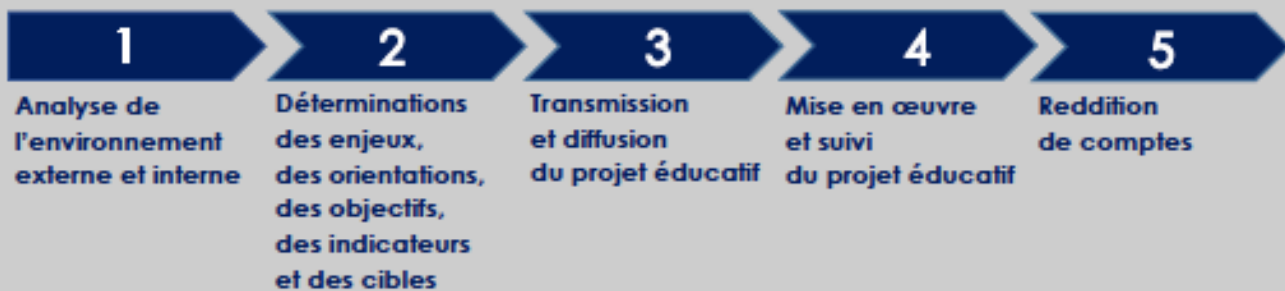 1
Analyse de
l'environnement
externe et interne
2
Déterminations
des enjeux,
des orientations,
des objectifs,
des indicateurs
et des cibles
3
Transmission
et diffusion
du projet éducatif
4
Mise en œuvre
et suivi
du projet éducatif
5
Reddition
de comptes